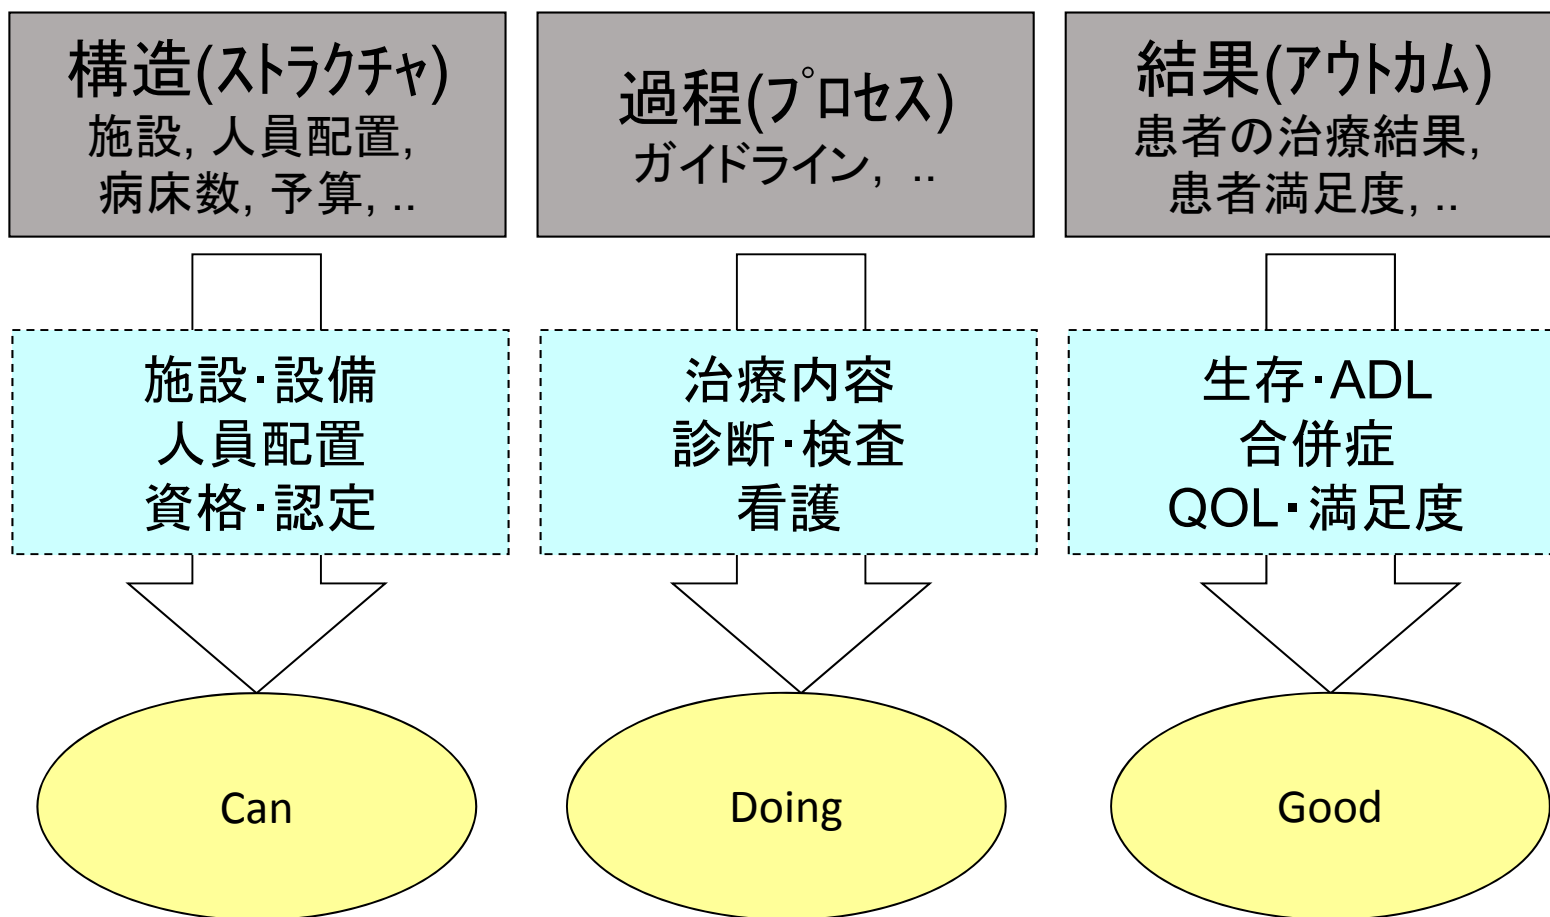 構造(ストラクチャ)
施設, 人員配置,
病床数, 予算, ..
過程(プロセス)
ガイドライン, ..
結果(アウトカム)
患者の治療結果,
患者満足度, ..
施設･設備
人員配置
資格･認定
治療内容
診断･検査
看護
生存･ADL
合併症
QOL･満足度
Can
Doing
Good